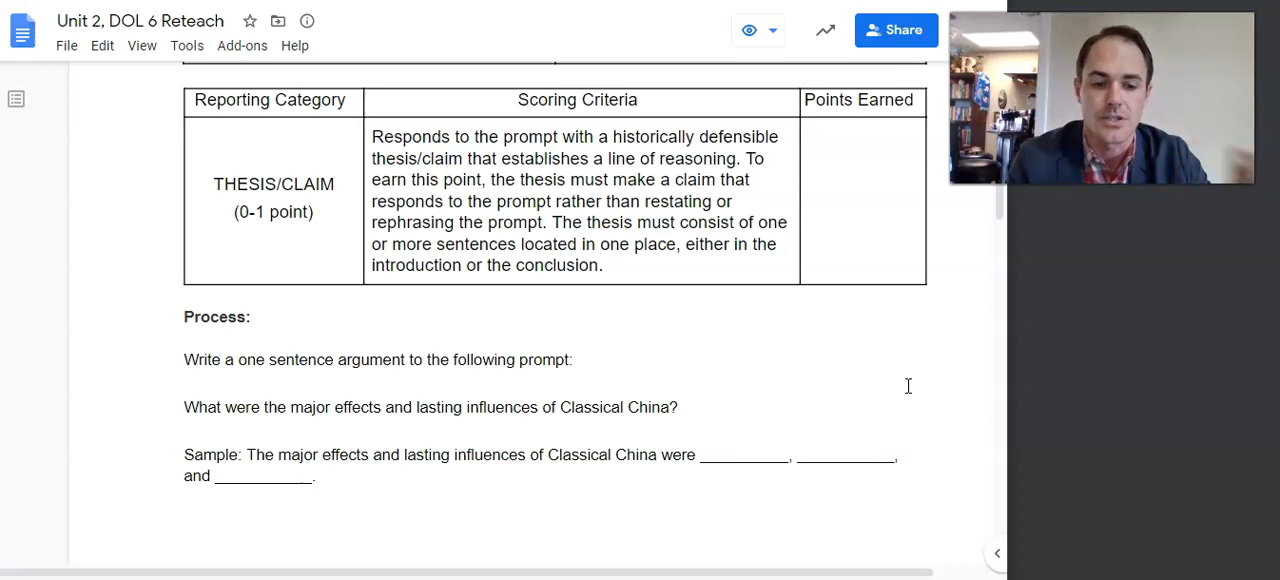 Unit 2, DOL 6 Reteach
File Edit View Tools Add-ons Help
Share
Reporting Category
Scoring Criteria
Points Earned
THESIS/CLAIM
(0-1 point)
Responds to the prompt with a historically defensible
thesis/claim that establishes a line of reasoning. To
earn this point, the thesis must make a claim that
responds to the prompt rather than restating or
rephrasing the prompt. The thesis must consist of one
or more sentences located in one place, either in the
introduction or the conclusion.
Process:
Write a one sentence argument to the following prompt:
What were the major effects and lasting influences of Classical China?
Sample: The major effects and lasting influences of Classical China were __________, ___________,
and ___________.